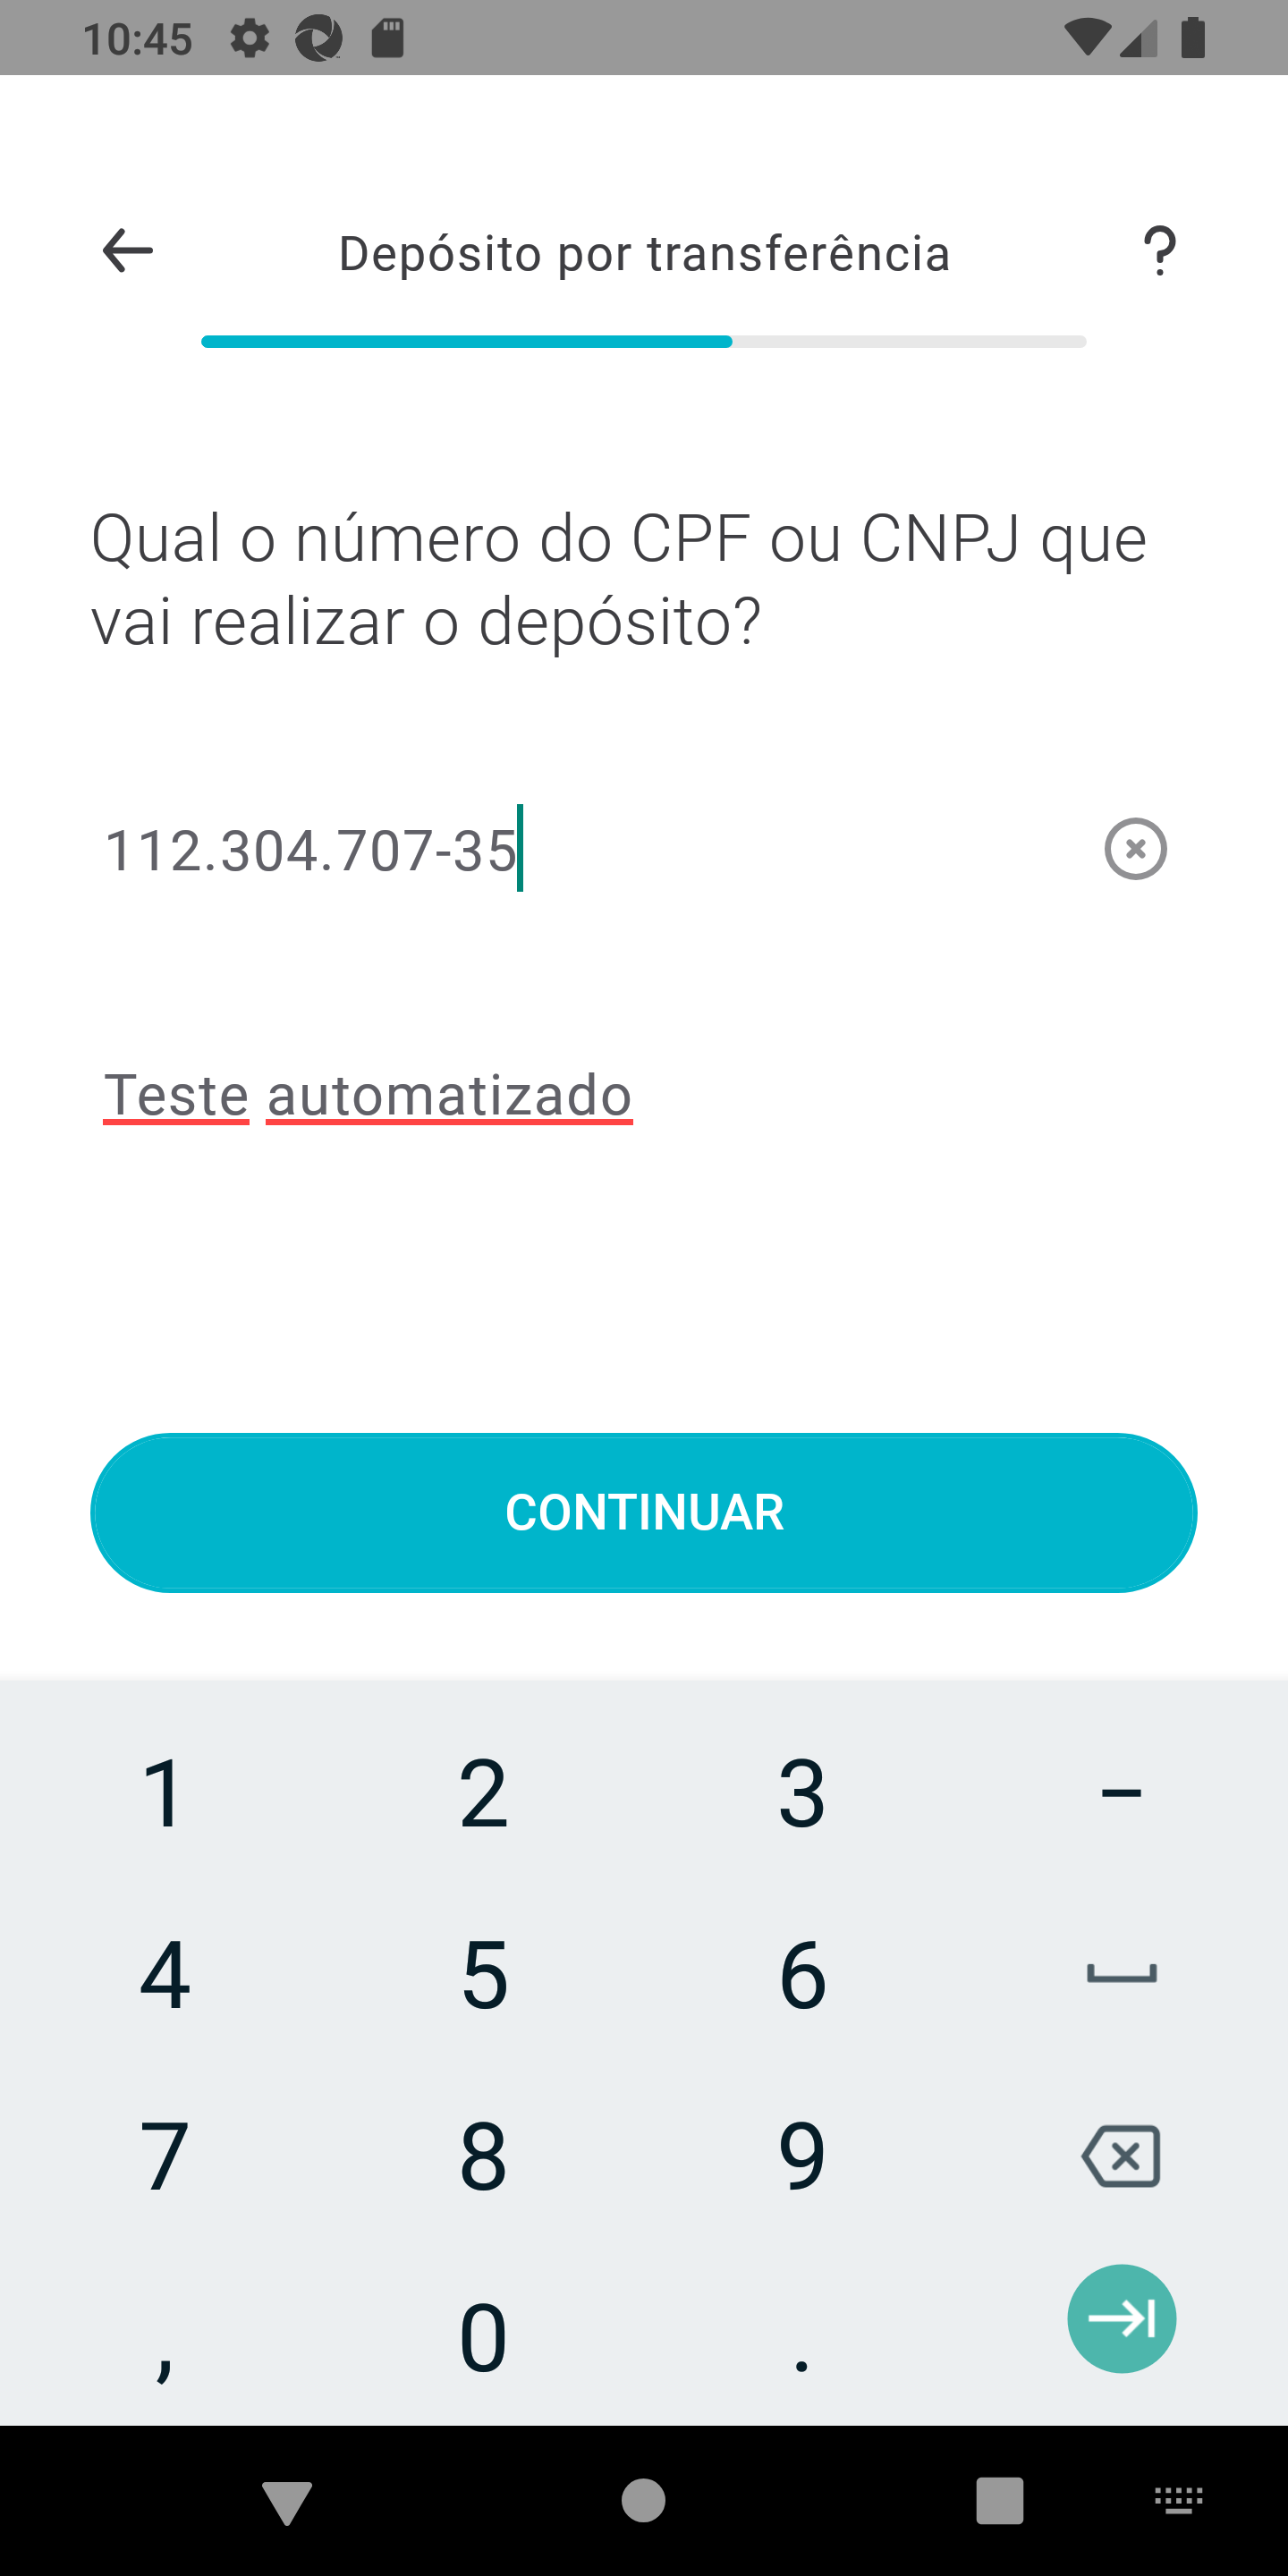 10:45
Depósito por transferência
Qual o número do CPF ou CNPJ que
vai realizar o depósito?
112.304.707-35
Teste automatizado
CONTINUAR
1 2 3 –
4 5 6
7 8 9
, 0 .